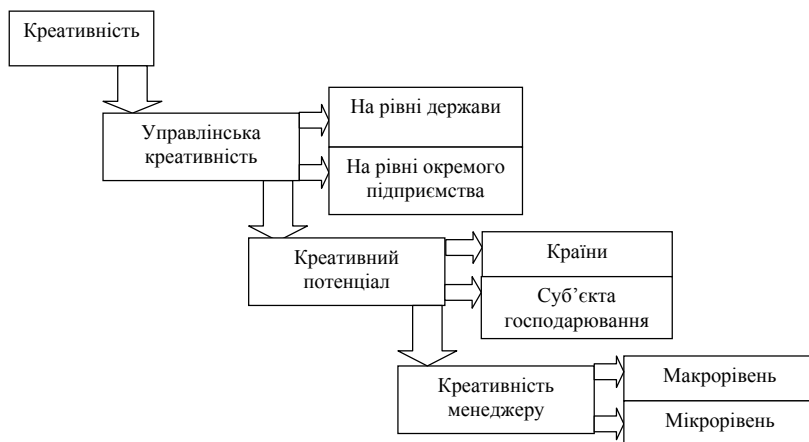 Креативність
Управлінська
креативність
На рівні держави
На рівні окремого
підприємства
Креативний
потенціал
Країни
Суб’єкта
господарювання
Креативність
менеджеру
Макрорівень
Мікрорівень